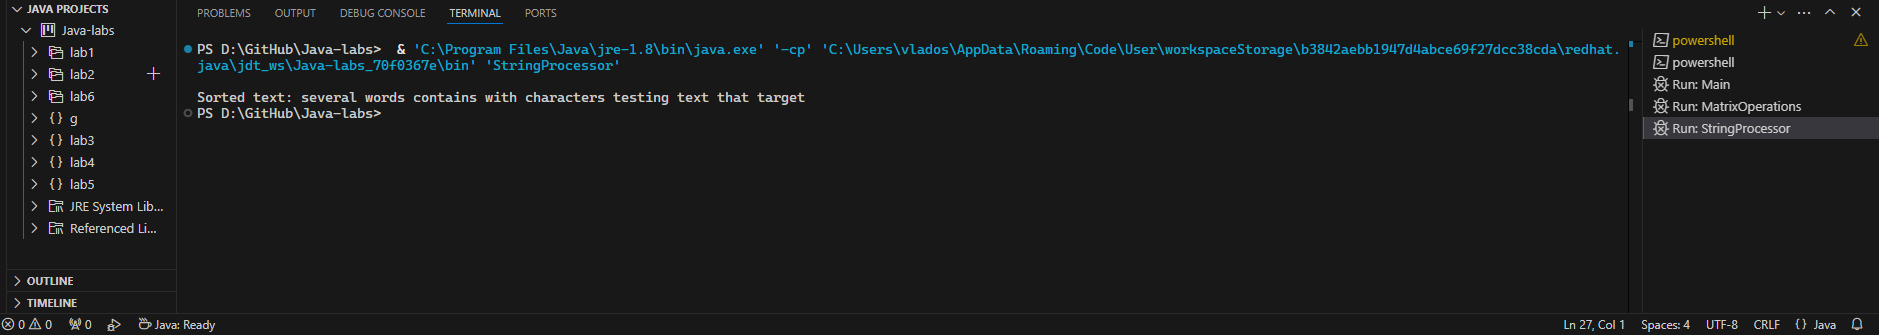 JAVA PROJECTS
Java-labs
lab1
lab2
lab6
g
lab3
lab4
lab5
JRE System Lib...
Referenced Li...
OUTLINE
TIMELINE
PROBLEMS OUTPUT DEBUG CONSOLE TERMINAL PORTS
PS D:\GitHub\Java-labs>  & 'C:\Program Files\Java\jre-1.8\bin\java.exe' '-cp' 'C:\Users\vlados\AppData\Roaming\Code\User\workspaceStorage\b3842aebb1947d4abce69f27dcc38cda\redhat.
java\jdt_ws\Java-labs_70f0367e\bin' 'StringProcessor'
Sorted text: several words contains with characters testing text that target
PS D:\GitHub\Java-labs>
powershell
powershell
Run: Main
Run: MatrixOperations
Run: StringProcessor
0 0 0 Java: Ready Ln 27, Col 1 Spaces: 4 UTF-8 CRLF {} Java